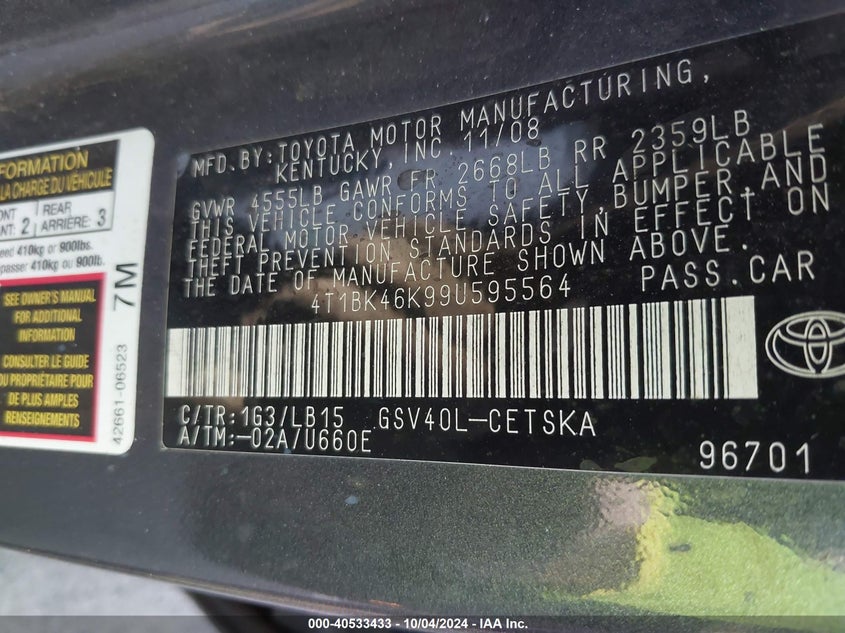 FORMATION
LA CHARGE DU VÉHICULE
2 REAR
ARRIÈRE: 3
410kg or 900lbs.
410kg ou 900lb.
SEE OWNER'S MANUAL
FOR ADDITIONAL
INFORMATION
CONSULTER LE GUIDE
DU PROPRIÉTAIRE POUR
DE PLUS AMPLES
RENSEIGNEMENTS
7M
42661-06523
MFD.BY:TOYOTA MOTOR MANUFACTURING,
KENTUCKY,INC. 11/08
GVWR 4555LB GAWR FR 2668LB RR 2359LB
THIS VEHICLE CONFORMS TO ALL APPLICABLE
FEDERAL MOTOR VEHICLE SAFETY,BUMPER,AND
THEFT PREVENTION STANDARDS IN EFFECT ON
THE DATE OF MANUFACTURE SHOWN ABOVE.
4T1BK46K99U595564 PASS.CAR
C/TR:1G3/LB15 GSV40L-CETSKA
A/TM:-02A/U660E
96701
000-40533433 - 10/04/2024 - IAA Inc.